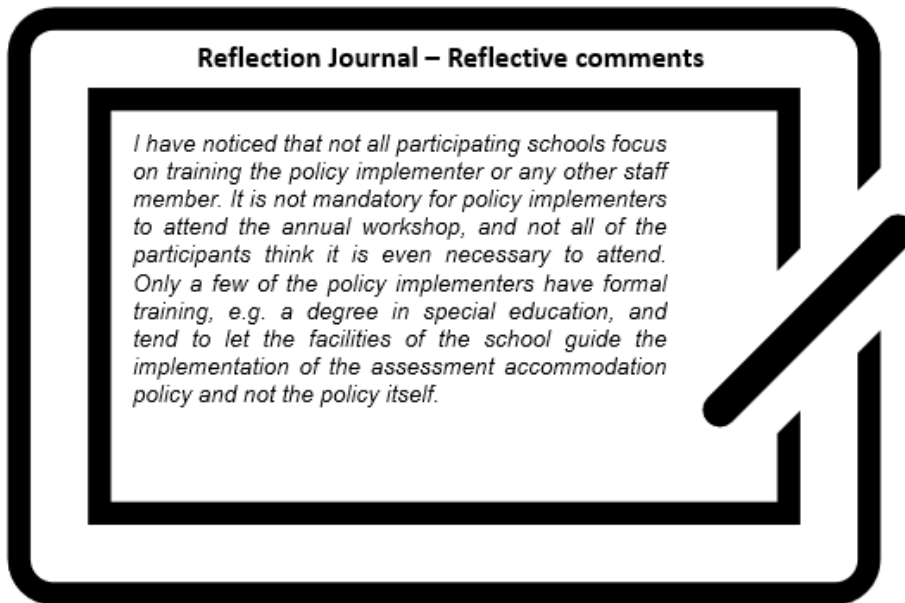 Reflection Journal – Reflective comments
I have noticed that not all participating schools focus
on training the policy implementer or any other staff
member. It is not mandatory for policy implementers
to attend the annual workshop, and not all of the
participants think it is even necessary to attend.
Only a few of the policy implementers have formal
training, e.g. a degree in special education, and
tend to let the facilities of the school guide the
implementation of the assessment accommodation
policy and not the policy itself.